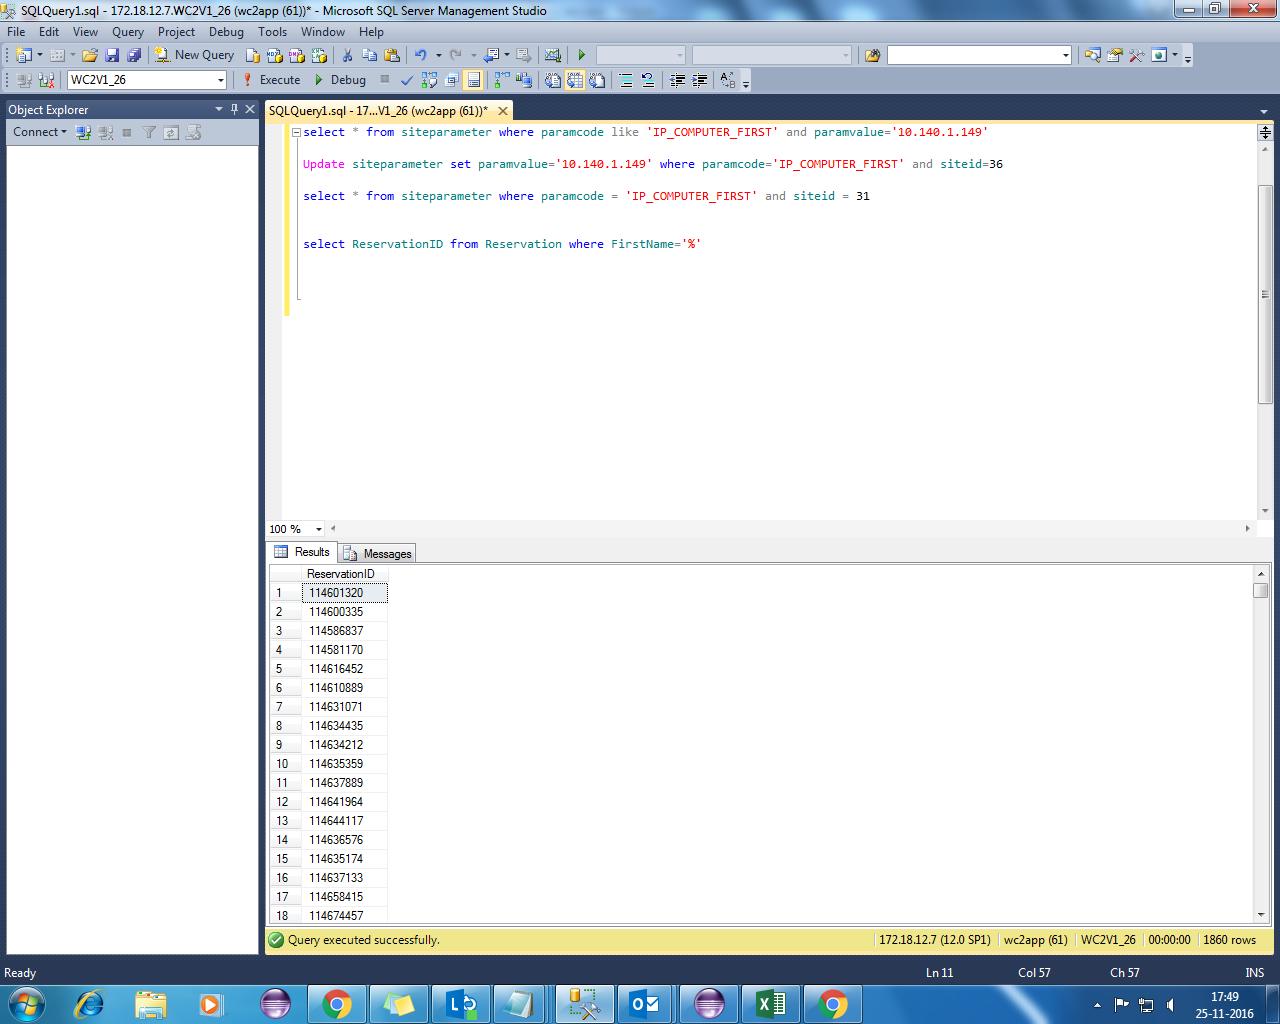 SQLQuery1.sql - 172.18.12.7.WC2V1_26 (wc2app (61))* - Microsoft SQL Server Management Studio
File Edit View Query Project Debug Tools Window Help
New Query
WC2V1_26 Execute Debug
Object Explorer
Connect
SQLQuery1.sql - 17...V1_26 (wc2app (61))*
select * from siteparameter where paramcode like 'IP_COMPUTER_FIRST' and paramvalue='10.140.1.149'
Update siteparameter set paramvalue='10.140.1.149' where paramcode='IP_COMPUTER_FIRST' and siteid=36
select * from siteparameter where paramcode = 'IP_COMPUTER_FIRST' and siteid = 31
select ReservationID from Reservation where FirstName='%'
100 %
Results Messages
ReservationID
1 114601320
2 114600335
3 114586837
4 114581170
5 114616452
6 114610889
7 114631071
8 114634435
9 114634212
10 114635359
11 114637889
12 114641964
13 114644117
14 114636576
15 114635174
16 114637133
17 114658415
18 114674457
Query executed successfully. 172.18.12.7 (12.0 SP1) wc2app (61) WC2V1_26 00:00:00 1860 rows
Ready Ln 11 Col 57 Ch 57 INS
17:49
25-11-2016